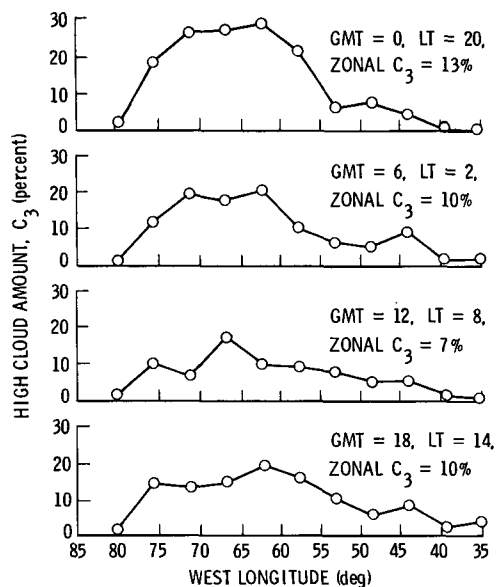 HIGH CLOUD AMOUNT, C3 (percent)
30
20
10
0
GMT = 0, LT = 20,
ZONAL C3 = 13%
30
20
10
0
GMT = 6, LT = 2,
ZONAL C3 = 10%
20
10
0
GMT = 12, LT = 8,
ZONAL C3 = 7%
20
10
0
GMT = 18, LT = 14,
ZONAL C3 = 10%
85 80 75 70 65 60 55 50 45 40 35
WEST LONGITUDE (deg)